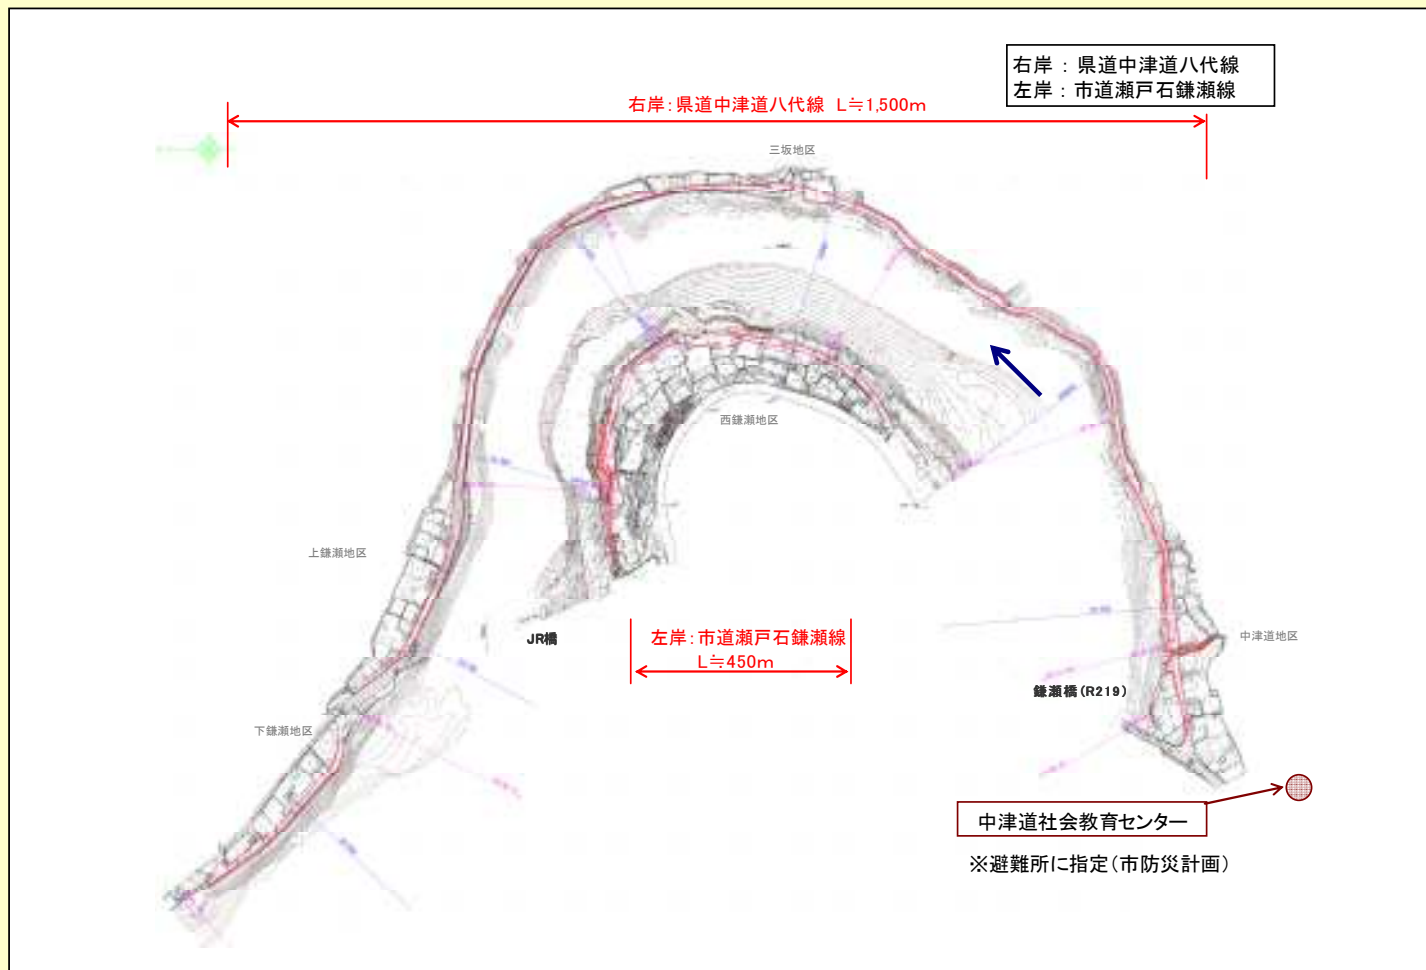 右岸：県道中津道八代線
左岸：市道瀬戸石鎌瀬線
右岸：県道中津道八代線 L≒1,500m
三坂地区
西鎌瀬地区
上鎌瀬地区
JR橋
左岸：市道瀬戸石鎌瀬線
L≒450m
中津道地区
鎌瀬橋(R219)
下鎌瀬地区
中津道社会教育センター
※避難所に指定(市防災計画)